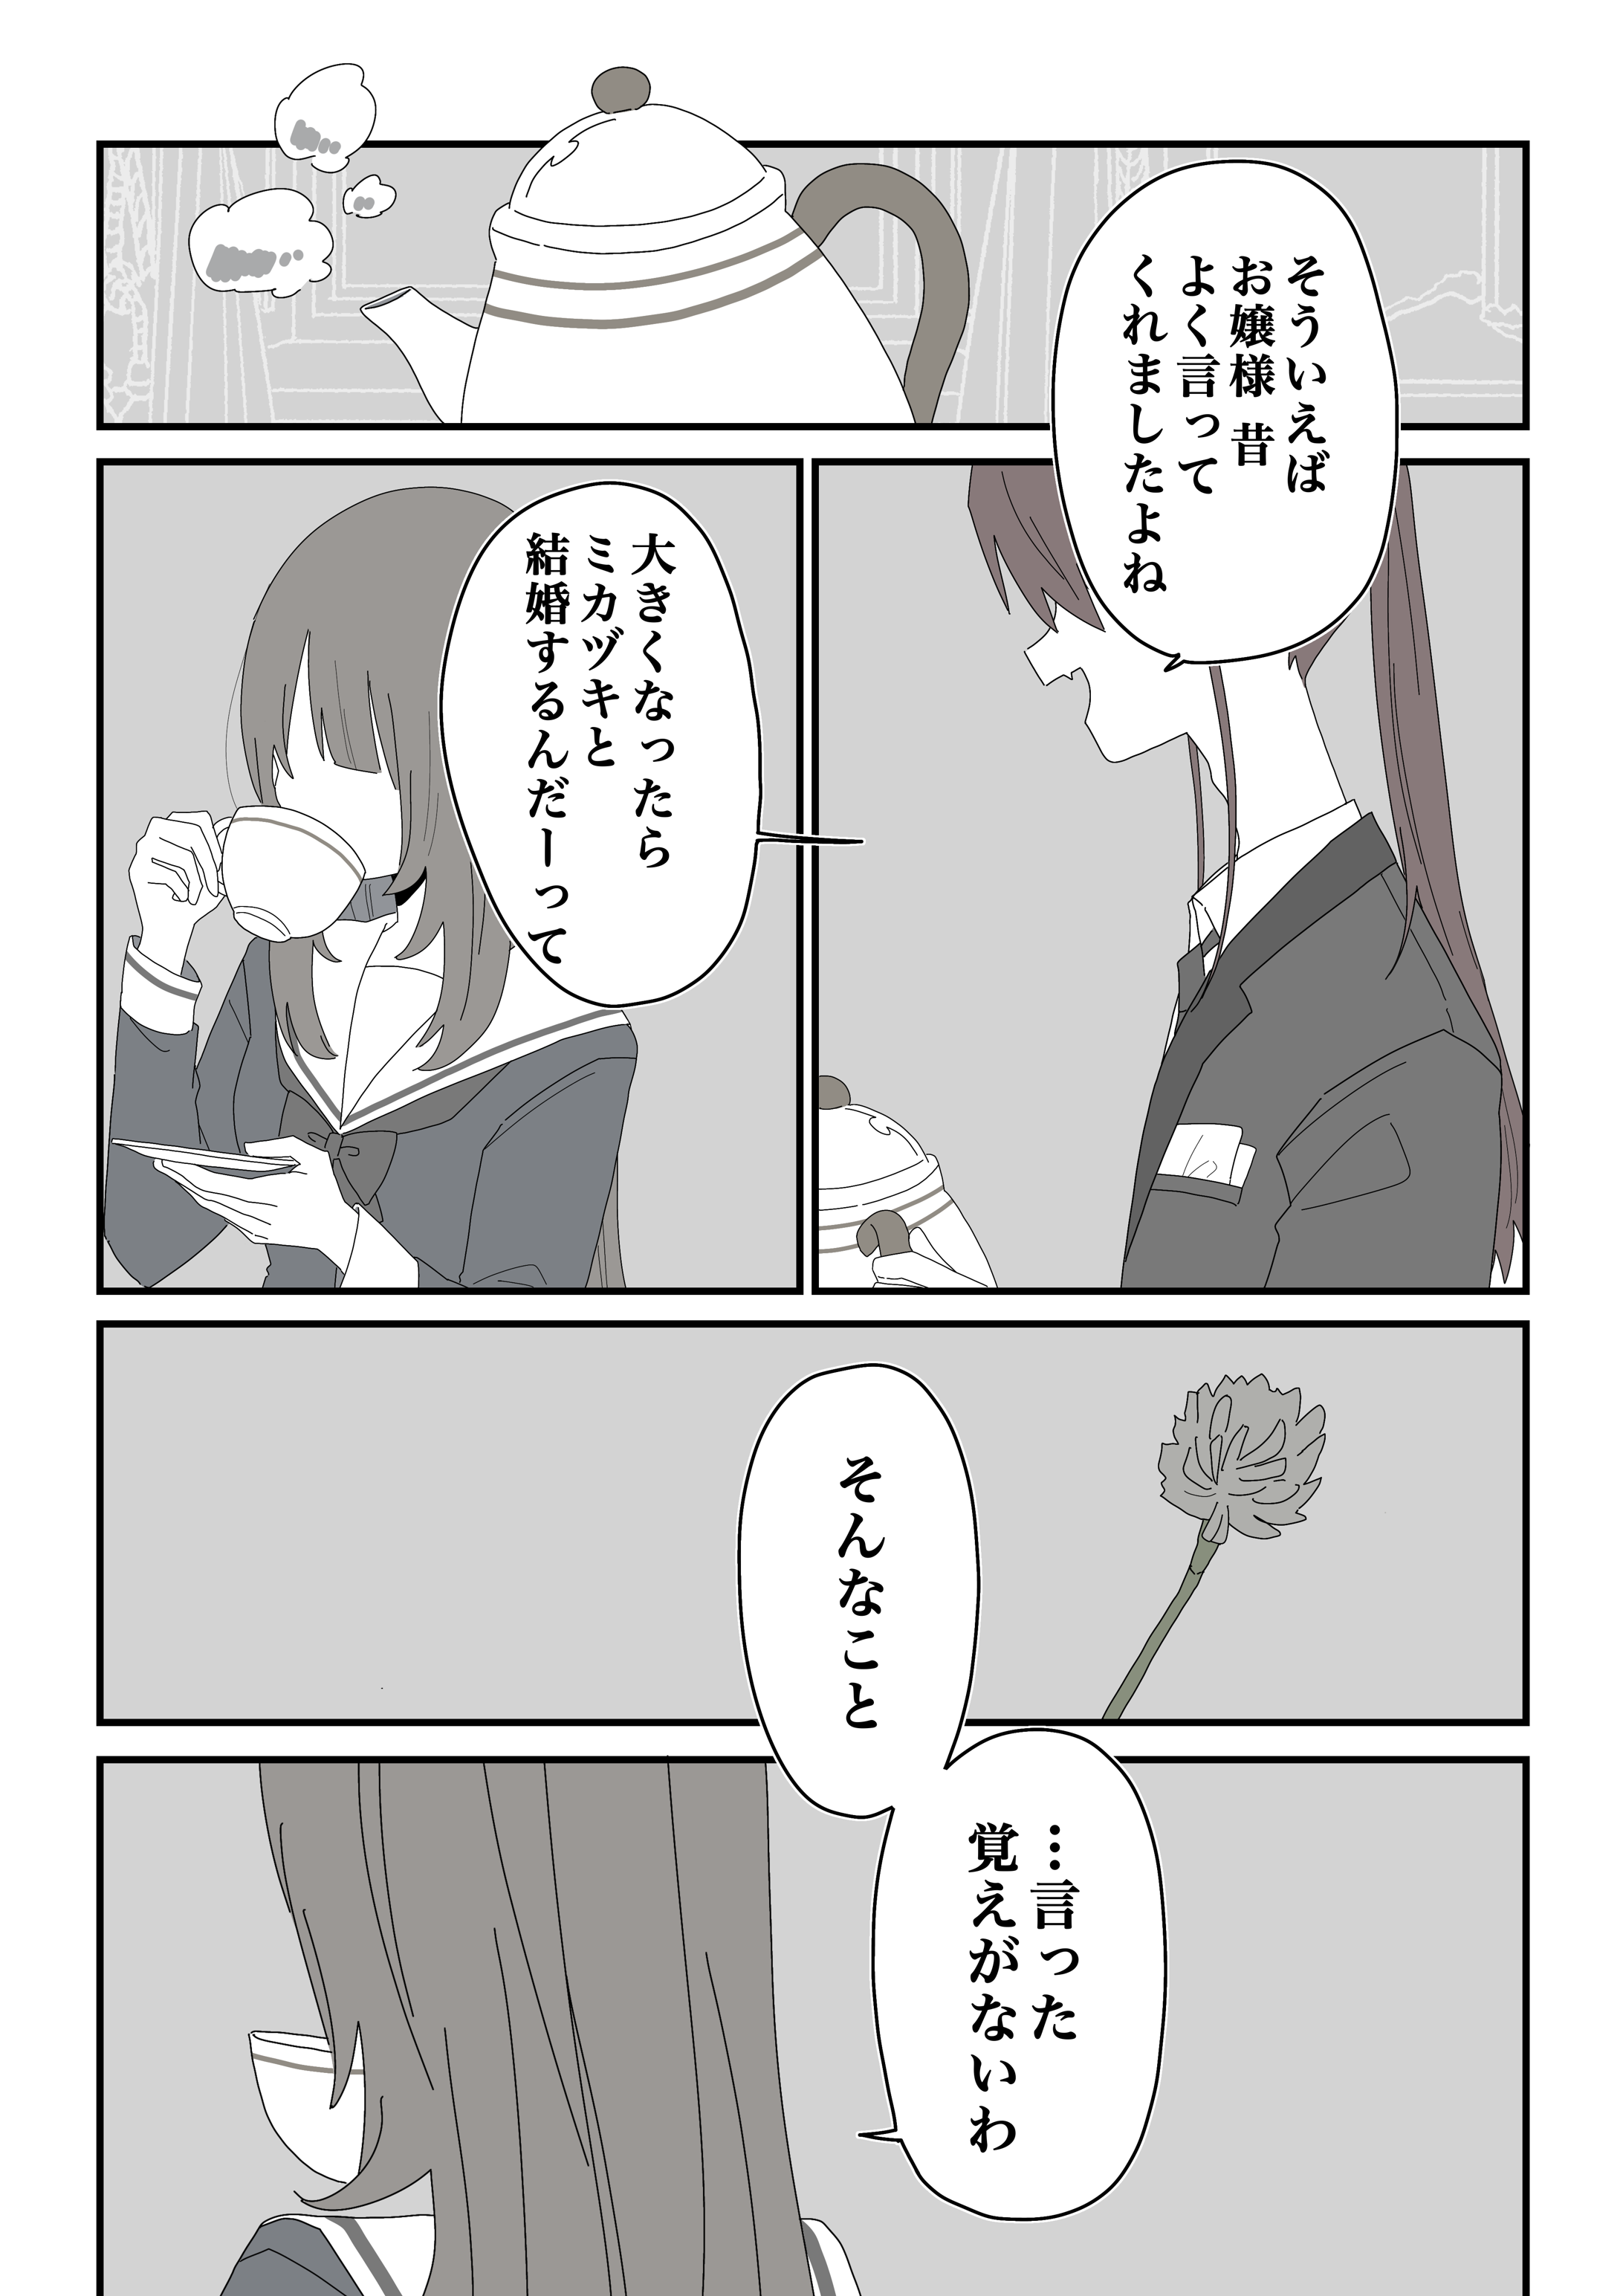 そういえば
お嬢様 昔
よく言って
くれましたよね
大きくなったら
ミカヅキと
結婚するんだーって
そんなこと
…言った
覚えがないわ